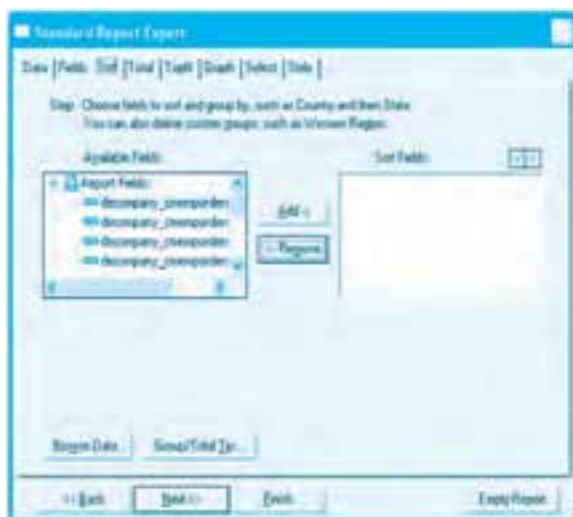 Standard Report Expert
Data Fields Sort Total TopN Graph Select Style
Step: Choose fields to sort and group by, such as County and then State.
You can also define custom groups, such as Western Region.
Available Fields: Sort Fields:
Report Fields
Add ->
<- Remove
Browse Data... Group/Total Tip...
<< Back Next >> Finish Empty Report